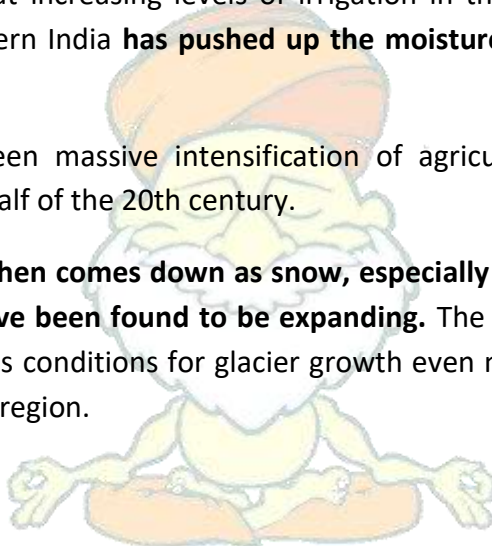 at increasing levels of irrigation in th
ern India has pushed up the moisture
een massive intensification of agricu
alf of the 20th century.
hen comes down as snow, especially
ve been found to be expanding. The
s conditions for glacier growth even
region.